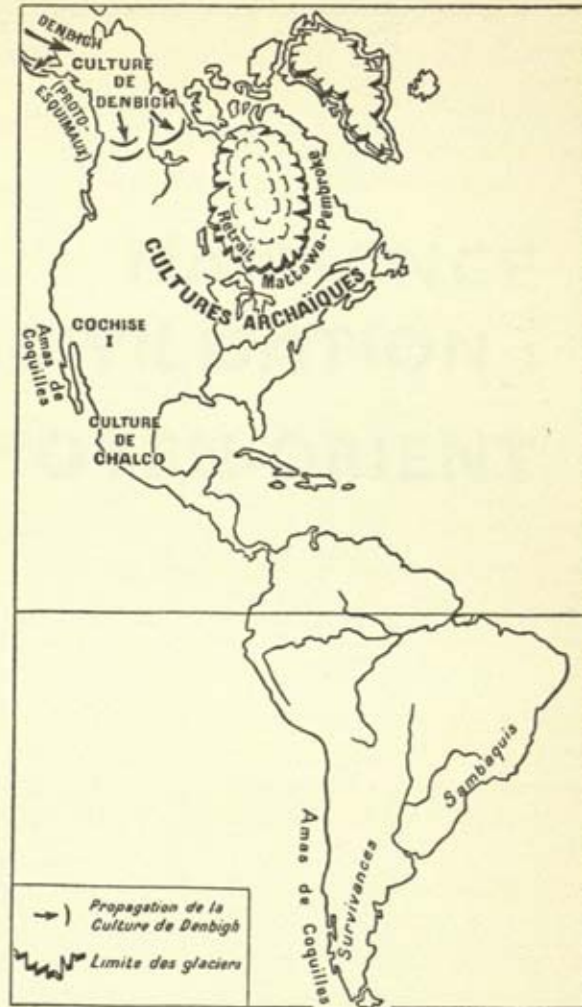 DENBIGH
CULTURE
DE
DENBIGH
(PROTO-
ESQUIMAUX)
Retrait
Mattawa-Pembroke
CULTURES ARCHAÏQUES
COCHISE
I
Amas de
Coquilles
CULTURE
DE
CHALCO
Sambaquis
Amas de Coquilles
Survivances
Propagation de la
Culture de Denbigh
Limite des glaciers